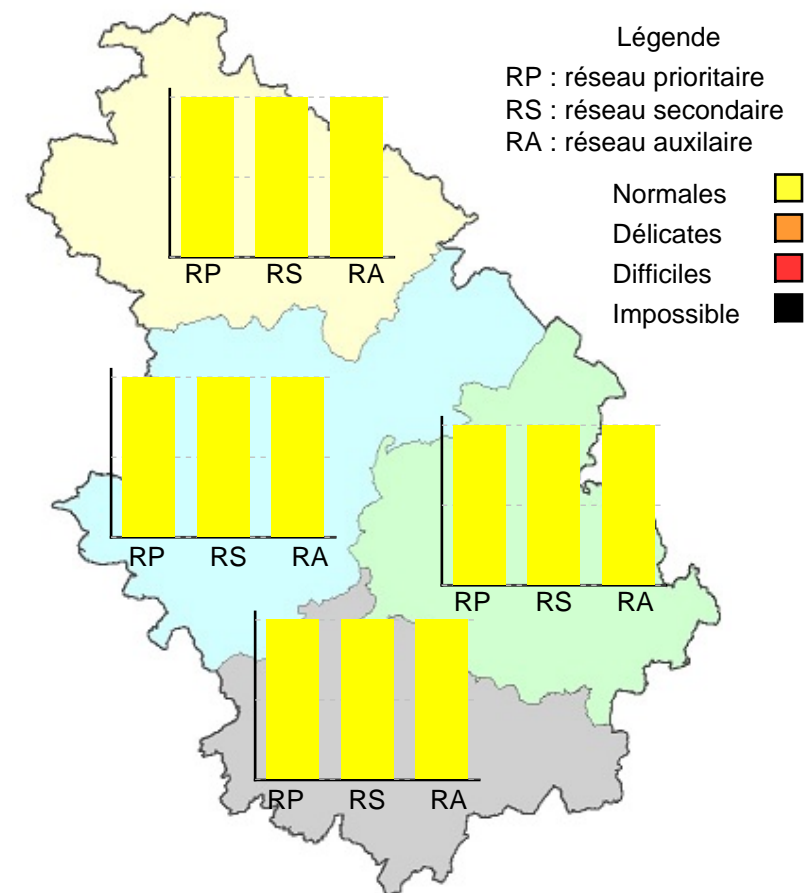 Légende
RP : réseau prioritaire
RS : réseau secondaire
RA : réseau auxilaire
Normales
Délicates
Difficiles
Impossible
RP RS RA
RP RS RA
RP RS RA
RP RS RA